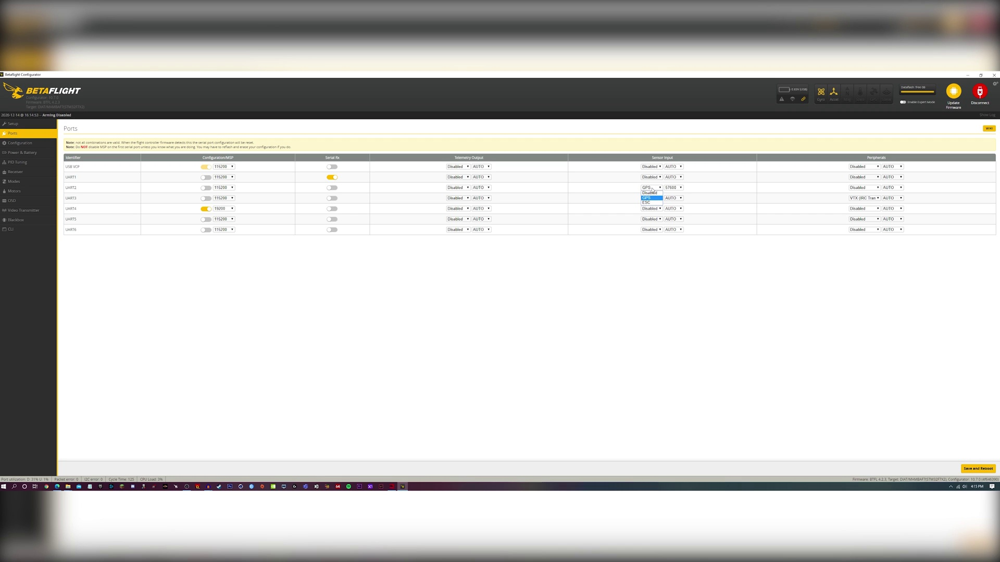 Betaflight Configurator
BETAFLIGHT
Configurator: 10.7.0
Firmware: BTFL 4.2.3
Target: DIAT/MAMBAF7(STM32F7X2)
0.83V (USB)
Gyro Accel
Dataflash: free 0B
Enable Expert Mode
Update Firmware
Disconnect
2020-12-14 @ 16:14:53 -- Arming Disabled
Show Log
Setup
Ports
Configuration
Power & Battery
PID Tuning
Receiver
Modes
Motors
OSD
Video Transmitter
Blackbox
CLI
Ports
WIKI
Note: not all combinations are valid. When the flight controller firmware detects this the serial port configuration will be reset.
Note: Do NOT disable MSP on the first serial port unless you know what you are doing. You may have to reflash and erase your configuration if you do.
Identifier Configuration/MSP Serial Rx Telemetry Output Sensor Input Peripherals
USB VCP 115200 Disabled AUTO Disabled AUTO Disabled AUTO
UART1 115200 Disabled AUTO Disabled AUTO Disabled AUTO
UART2 115200 Disabled AUTO GPS 57600 Disabled AUTO
Disabled
GPS
ESC
UART3 115200 Disabled AUTO AUTO VTX (IRC Tran AUTO
UART4 19200 Disabled AUTO Disabled AUTO Disabled AUTO
UART5 115200 Disabled AUTO Disabled AUTO Disabled AUTO
UART6 115200 Disabled AUTO Disabled AUTO Disabled AUTO
Save and Reboot
Port utilization: D: 31% U: 1% Packet error: 0 I2C error: 0 Cycle Time: 125 CPU Load: 3%
Firmware: BTFL 4.2.3, Target: DIAT/MAMBAF7(STM32F7X2), Configurator: 10.7.0 (4f646390)
64
4:15 PM